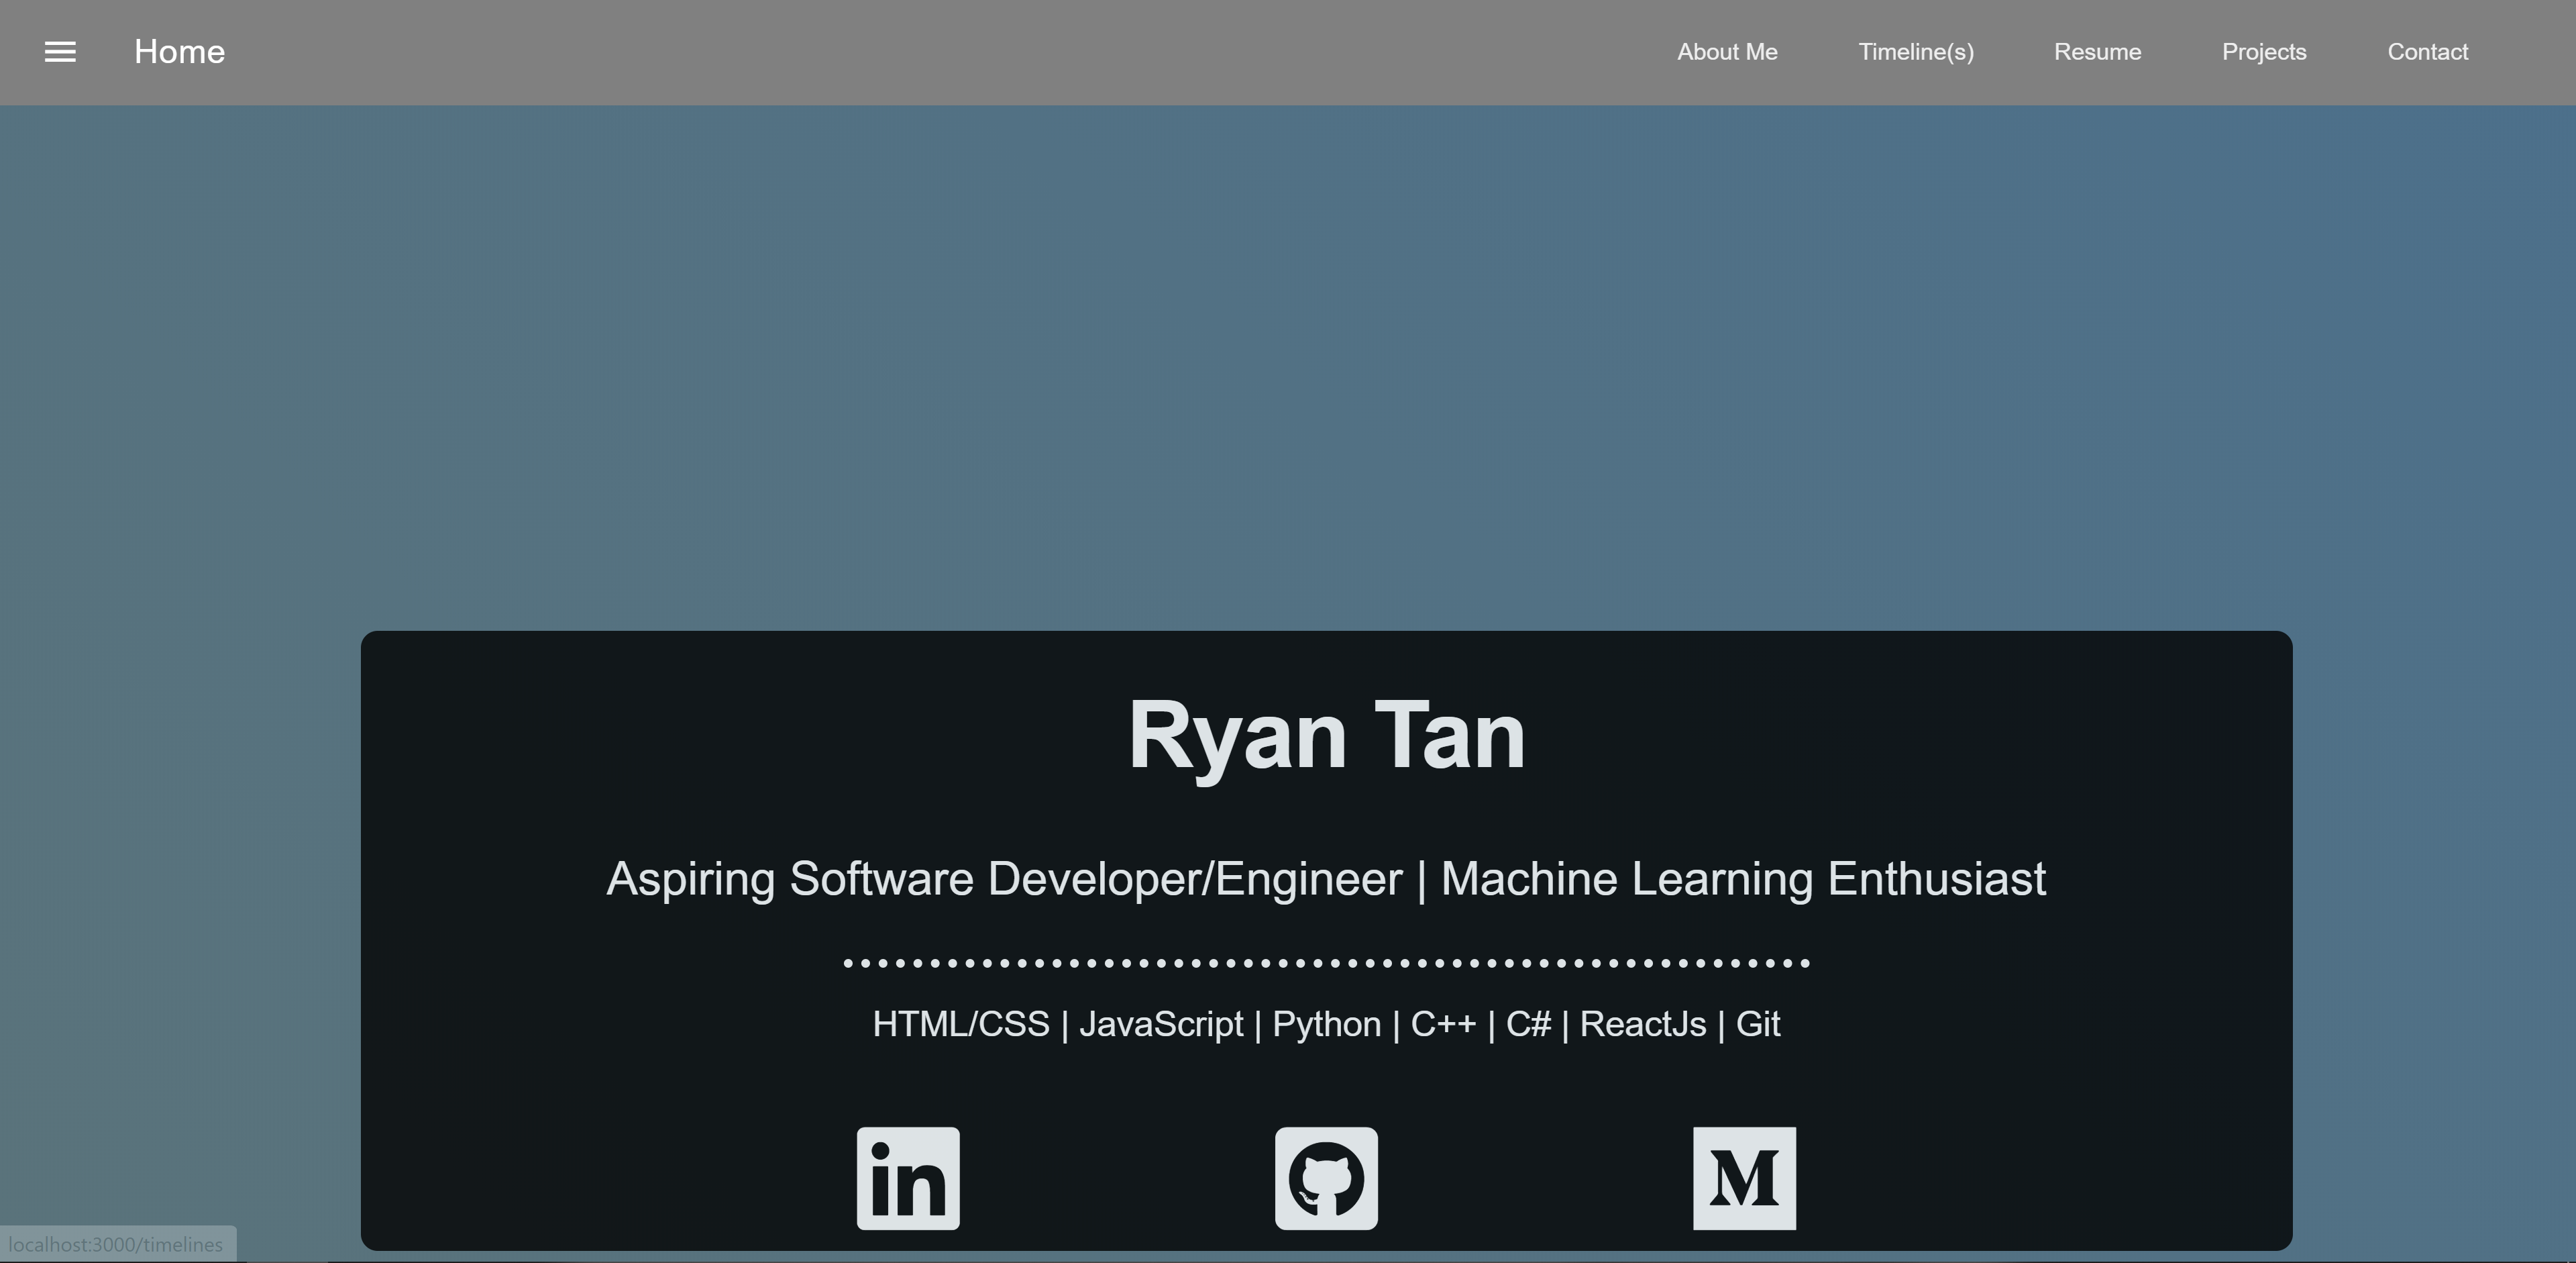 Home
About Me
Timeline(s)
Resume
Projects
Contact
Ryan Tan
Aspiring Software Developer/Engineer | Machine Learning Enthusiast
HTML/CSS | JavaScript | Python | C++ | C# | ReactJs | Git
in
M
localhost:3000/timelines